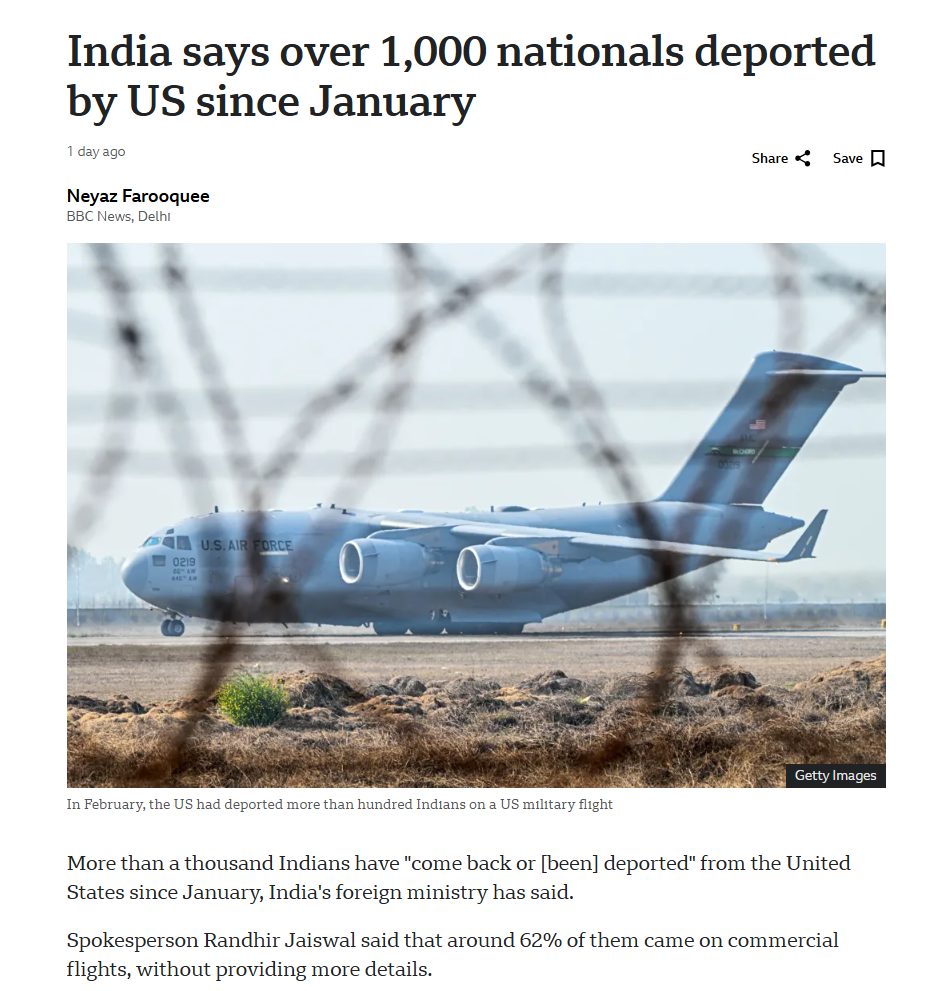 India says over 1,000 nationals deported
by US since January
1 day ago
Share
Save
Neyaz Farooquee
BBC News, Delhi
U.S. AIR FORCE
0219
Getty Images
In February, the US had deported more than hundred Indians on a US military flight
More than a thousand Indians have "come back or [been] deported" from the United
States since January, India's foreign ministry has said.
Spokesperson Randhir Jaiswal said that around 62% of them came on commercial
flights, without providing more details.